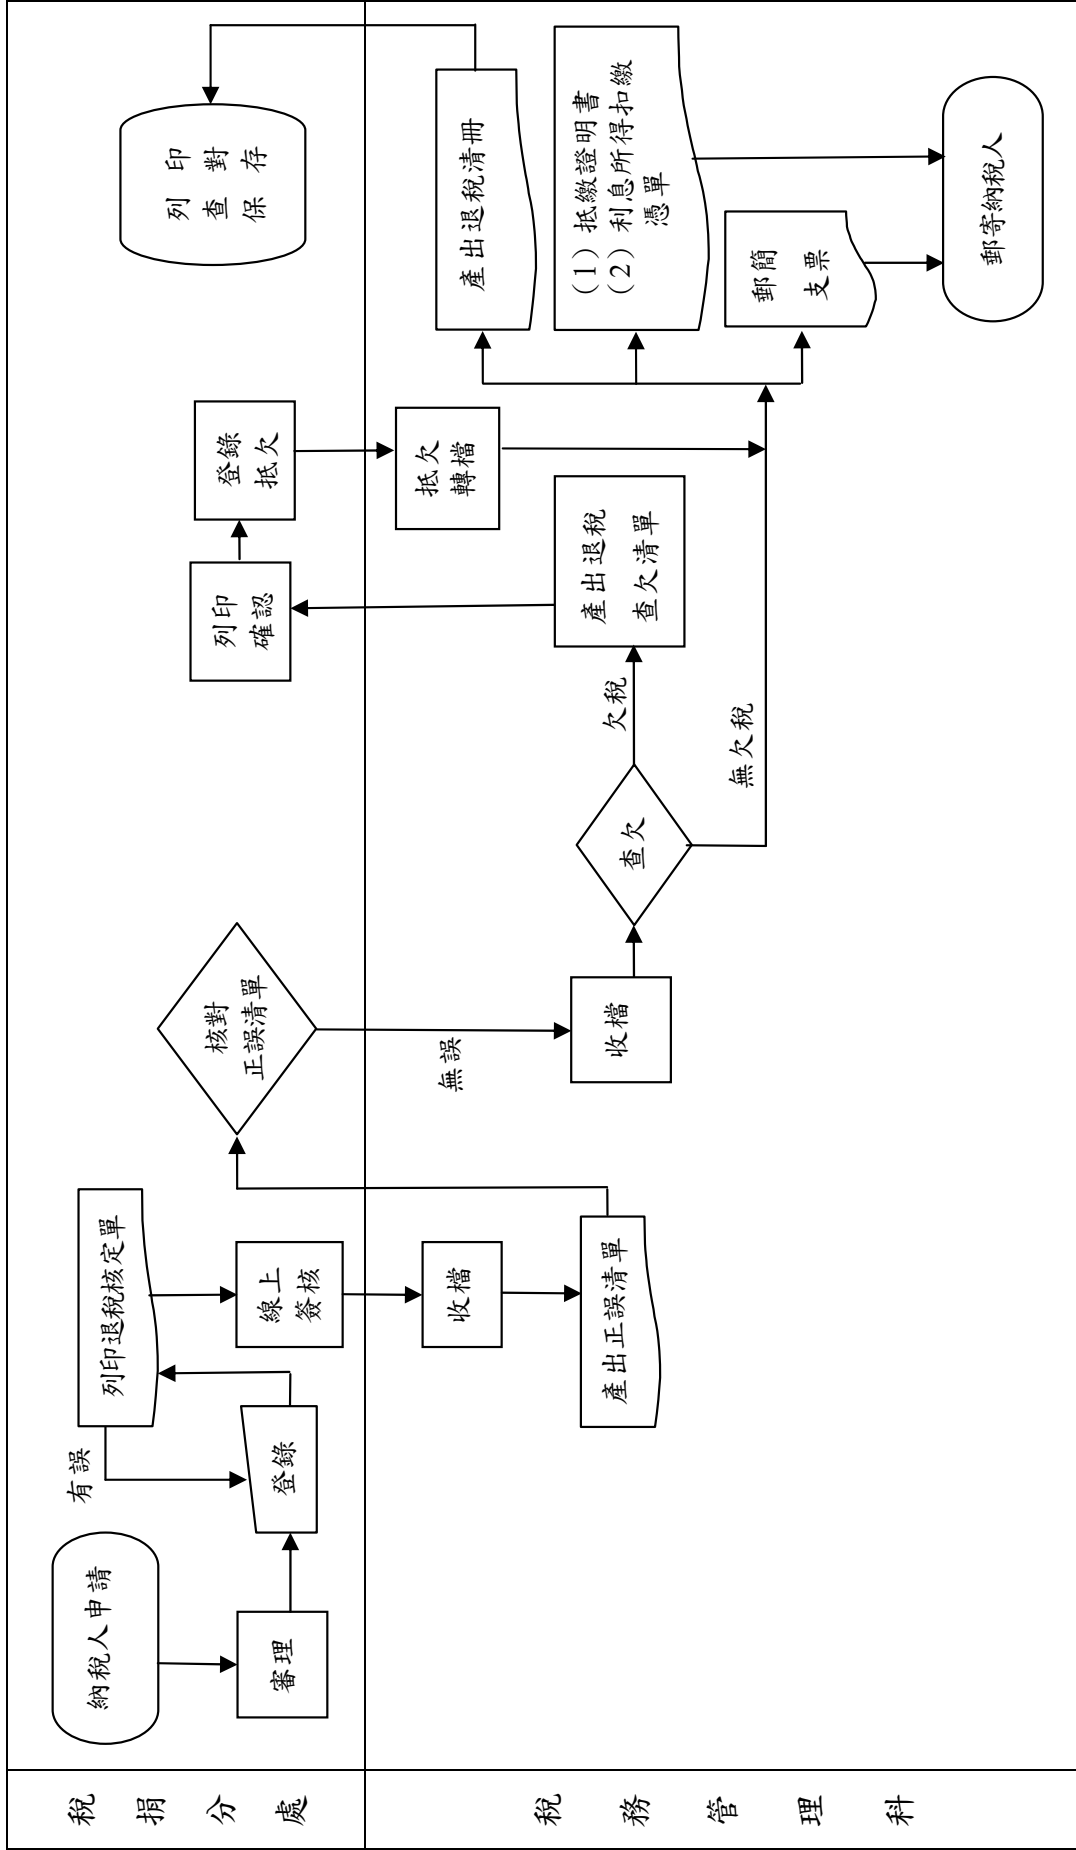 稅捐分處
納稅人申請
審理
登錄
有誤
列印退稅核定單
線上
簽核
核對
正誤清單
列印
確認
登錄
抵欠
列印
查對
保存
稅務管理科
收檔
產出正誤清單
無誤
收檔
查欠
欠稅
無欠稅
產出退稅
查欠清單
抵欠
轉檔
產出退稅清冊
(1) 抵繳證明書
(2) 利息所得扣繳
憑單
郵簡
支票
郵寄納稅人